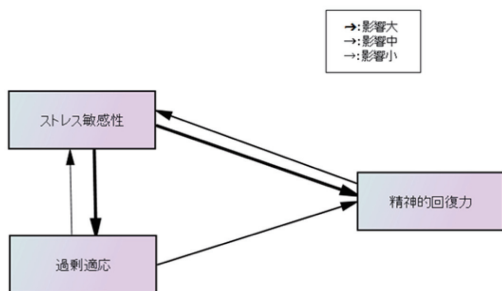 →:影響大
→:影響中
→:影響小
ストレス敏感性
精神的回復力
過剰適応